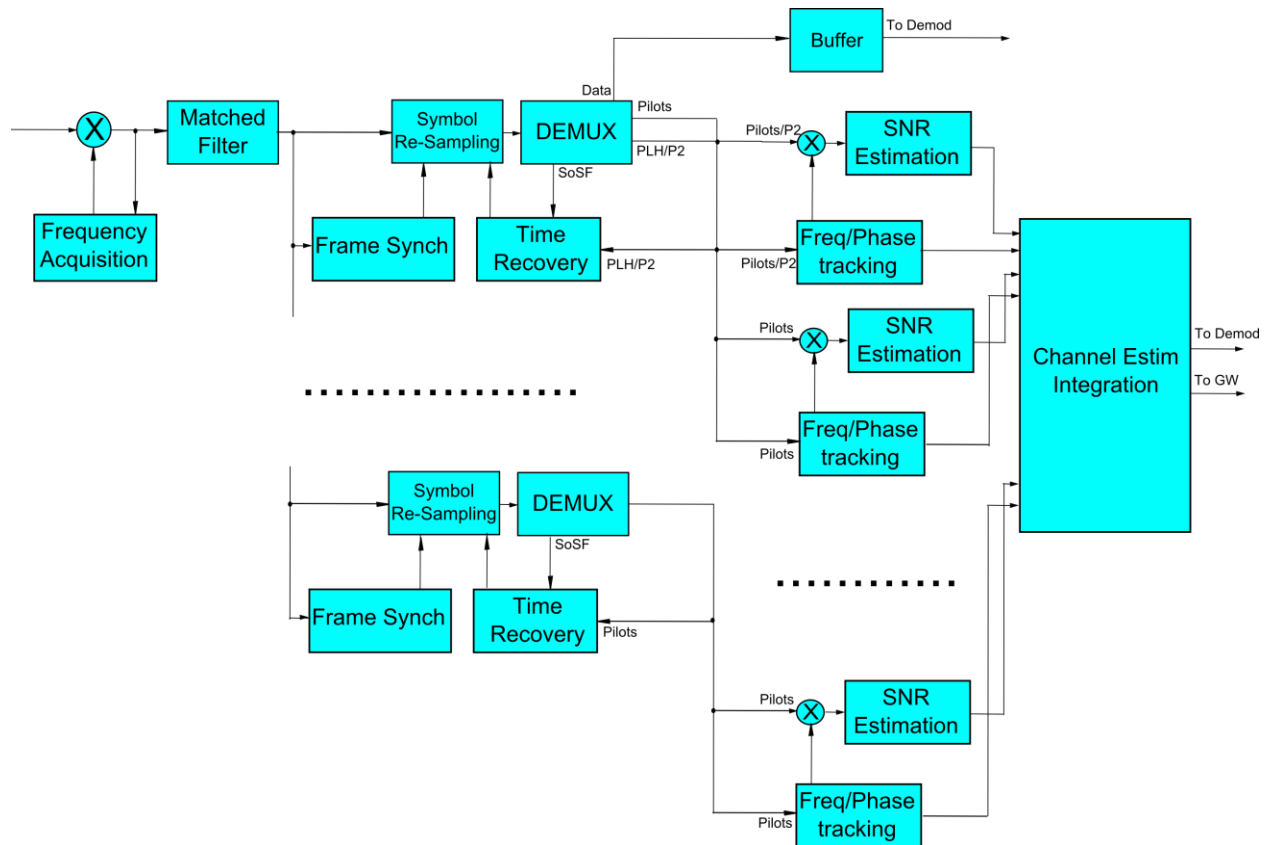 To Demod
Buffer
Data
Pilots
X
Matched
Filter
Symbol
Re-Sampling
DEMUX
PLH/P2
SoSF
Pilots/P2
X
SNR
Estimation
Frequency
Acquisition
Frame Synch
Time
Recovery
PLH/P2
Pilots/P2
Freq/Phase
tracking
Pilots
X
SNR
Estimation
Channel Estim
Integration
To Demod
To GW
Pilots
Freq/Phase
tracking
Symbol
Re-Sampling
DEMUX
SoSF
Frame Synch
Time
Recovery
Pilots
Pilots
X
SNR
Estimation
Pilots
Freq/Phase
tracking